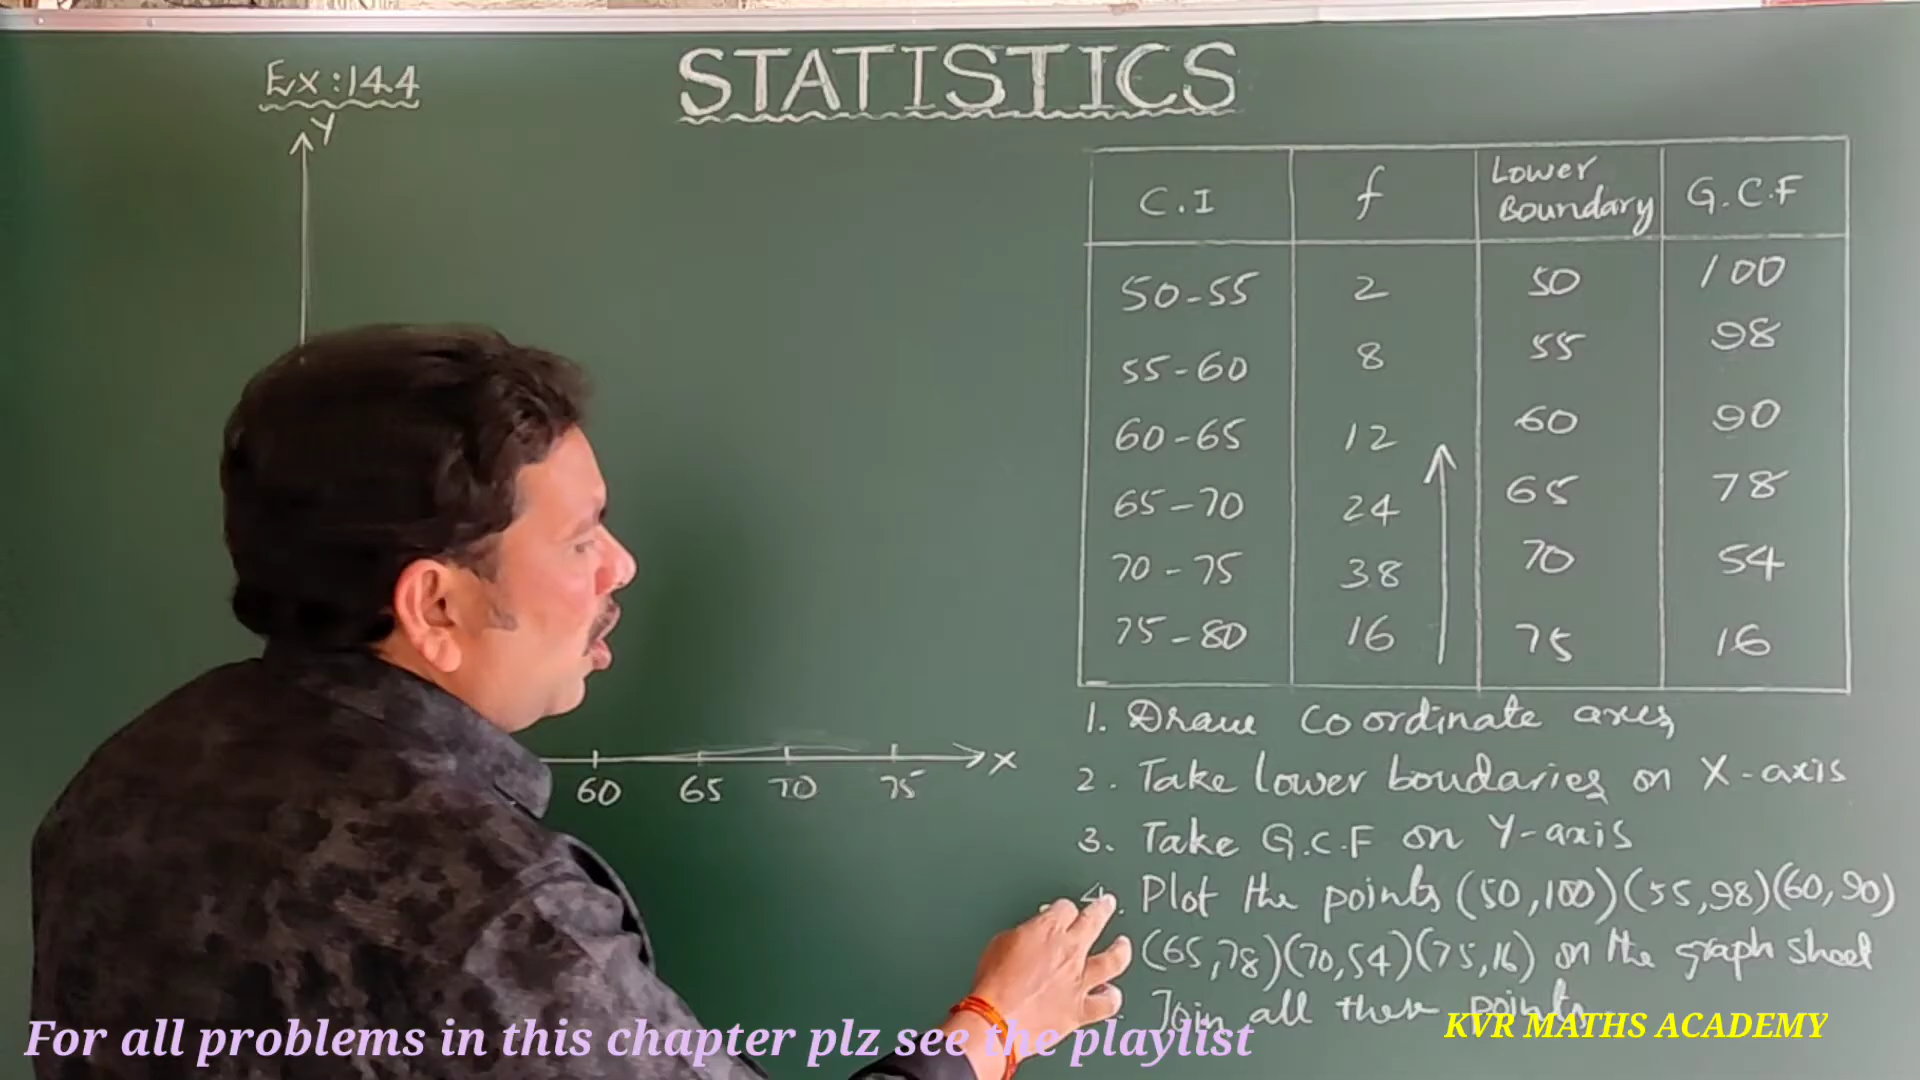 Ex:14.4
STATISTICS
Y
C.I f Lower Boundary G.C.F
50-55 2 50 100
55-60 8 55 98
60-65 12 60 90
65-70 24 65 78
70-75 38 70 54
75-80 16 75 16
60 65 70 75 X
1. Draw coordinate axes
2. Take lower boudaries on X-axis
3. Take G.C.F on Y-axis
4. Plot the points (50,100)(55,98)(60,90)
(65,78)(70,54)(75,16) on the graph sheet
Join all these points
For all problems in this chapter plz see the playlist
KVR MATHS ACADEMY